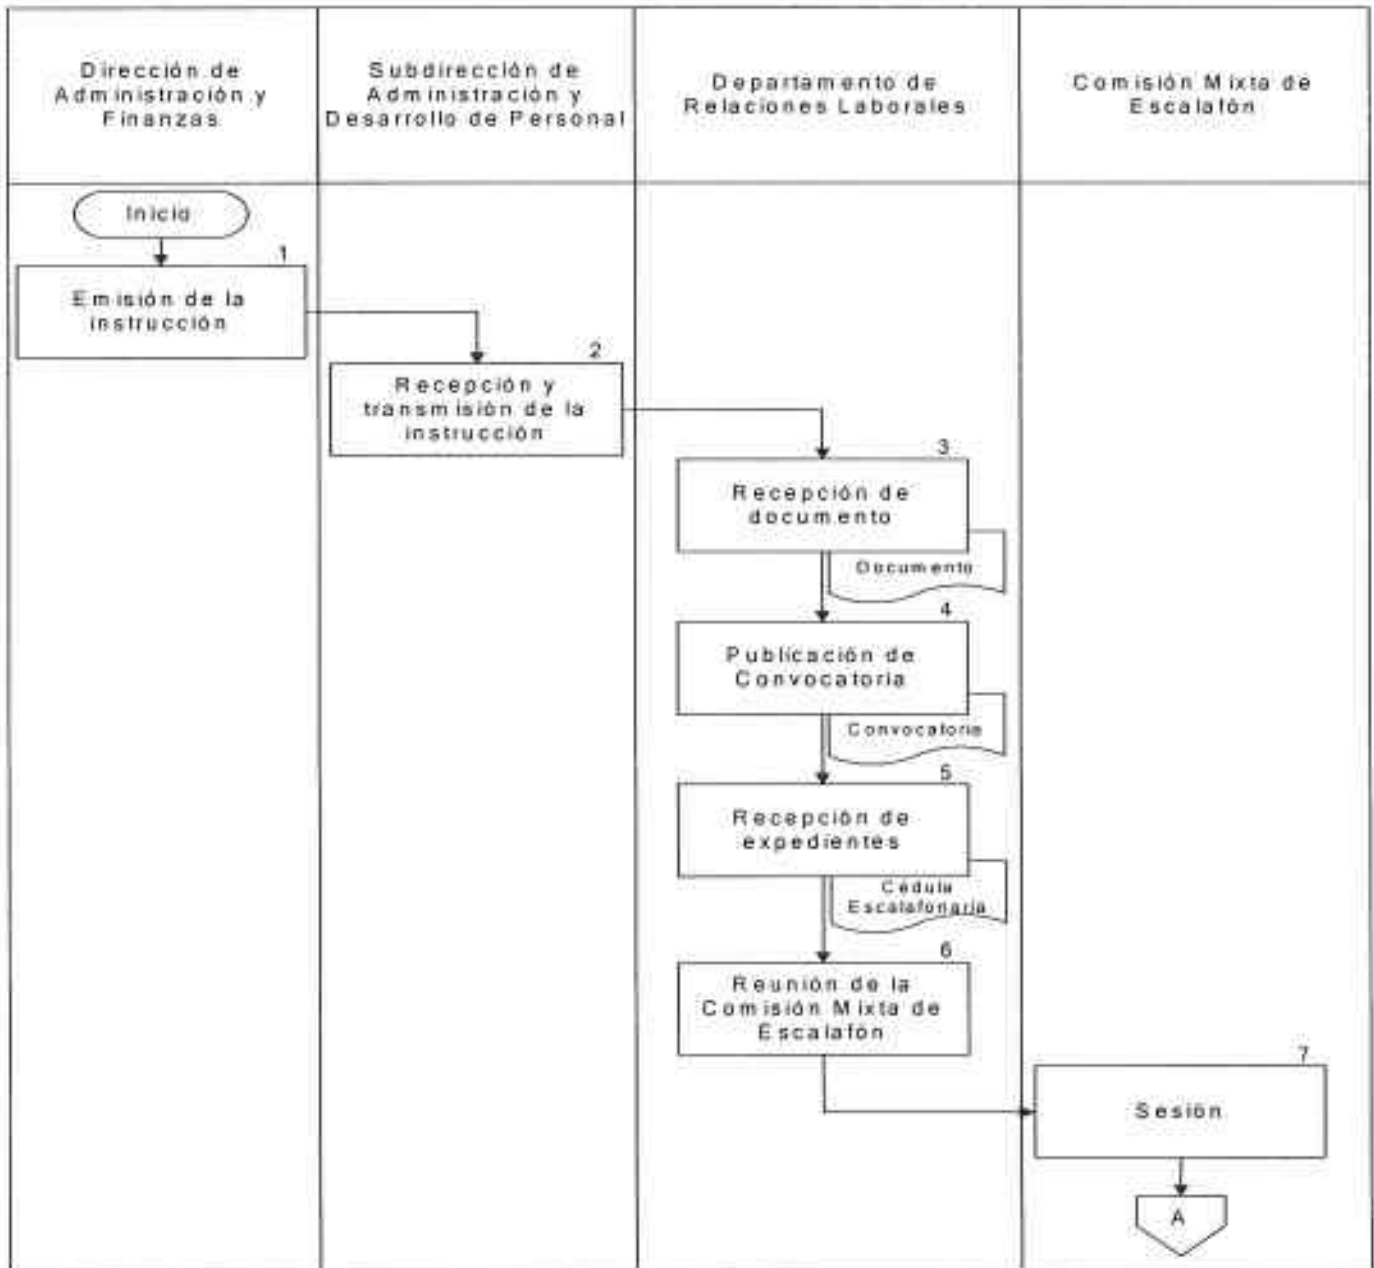 Dirección de
Administración y
Finanzas
Subdirección de
Administración y
Desarrollo de Personal
Departamento de
Relaciones Laborales
Comisión Mixta de
Escalafón
Inicio
1
Emisión de la
instrucción
2
Recepción y
transmisión de la
instrucción
3
Recepción de
documento
Documento
4
Publicación de
Convocatoria
Convocatoria
5
Recepción de
expedientes
Cédula
Escalafonaria
6
Reunión de la
Comisión Mixta de
Escalafón
7
Sesión
A